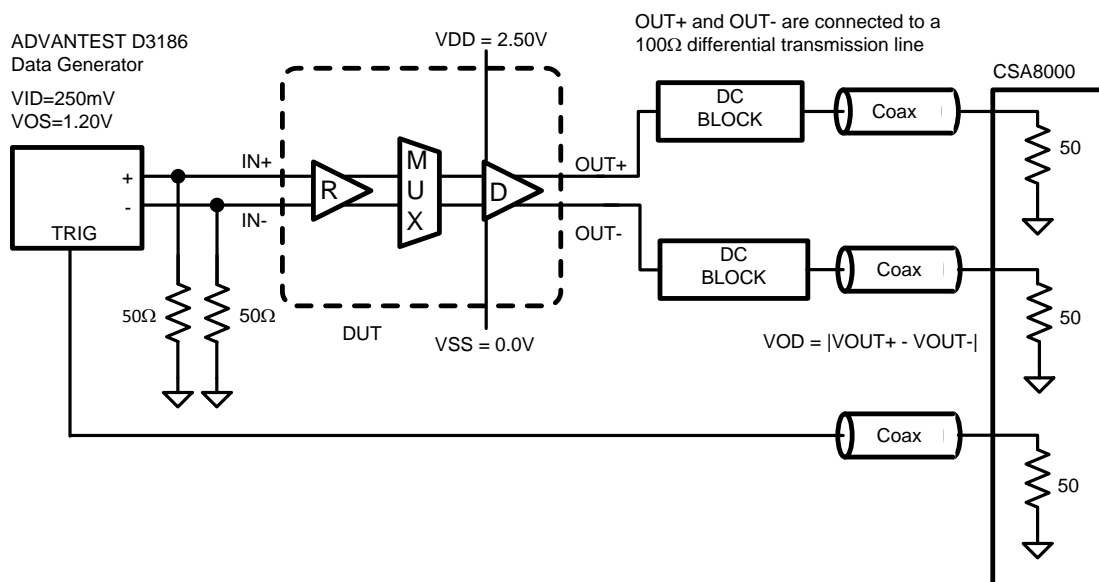 ADVANTEST D3186
Data Generator
VID=250mV
VOS=1.20V
+
-
TRIG
50Ω
50Ω
IN+
IN-
VDD = 2.50V
R
M
U
X
D
DUT
VSS = 0.0V
OUT+
OUT-
OUT+ and OUT- are connected to a
100Ω differential transmission line
DC
BLOCK
Coax
CSA8000
50
DC
BLOCK
Coax
50
VOD = |VOUT+ - VOUT-|
Coax
50